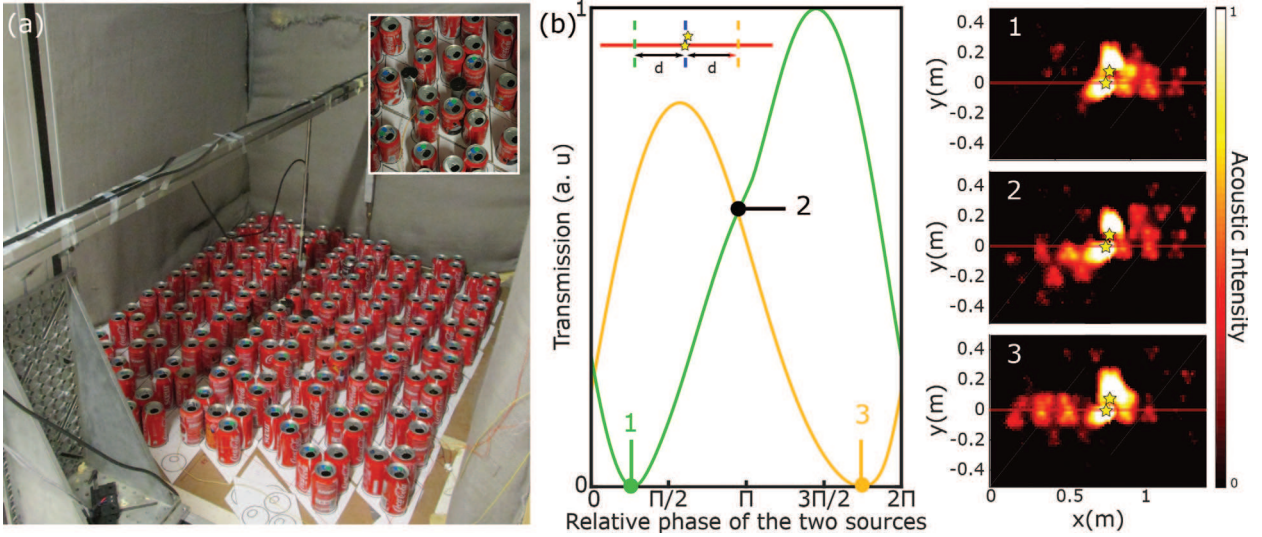 (a)
(b)
1
Transmission (a. u)
0
d
d
2
1
3
0
Π/2
Π
3Π/2
2Π
Relative phase of the two sources
1
y(m)
0.4
0.2
0
-0.2
-0.4
2
y(m)
0.4
0.2
0
-0.2
-0.4
3
y(m)
0.4
0.2
0
-0.2
-0.4
0
0.5
1
x(m)
1
Acoustic Intensity
0